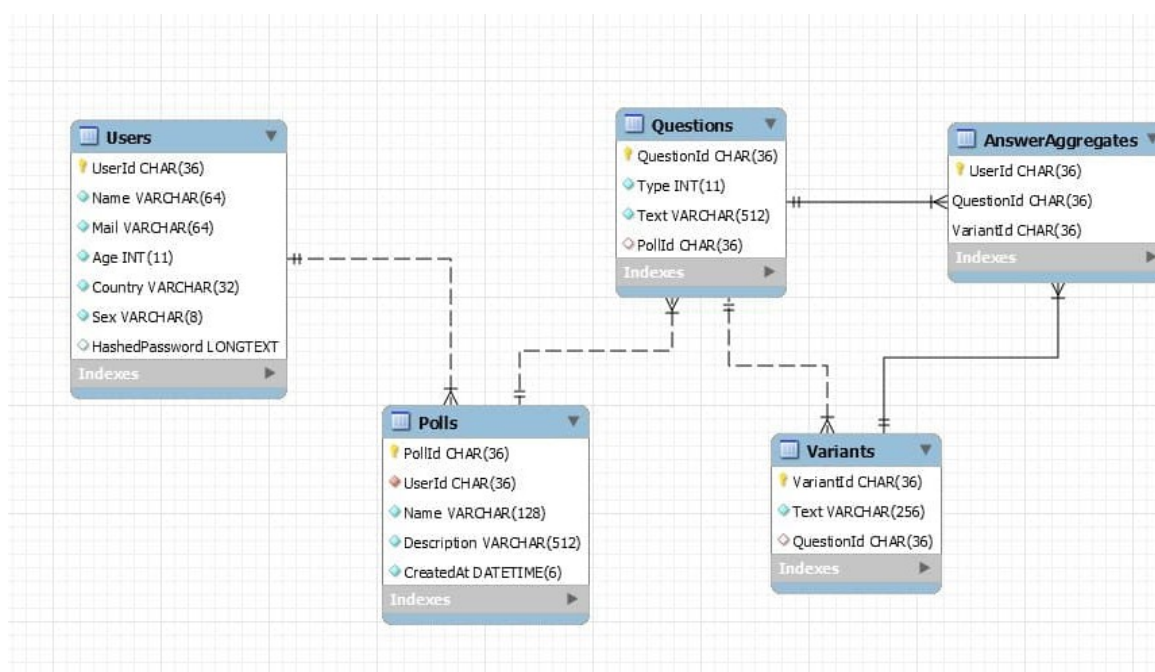 Users
UserId CHAR(36)
Name VARCHAR(64)
Mail VARCHAR(64)
Age INT(11)
Country VARCHAR(32)
Sex VARCHAR(8)
HashedPassword LONGTEXT
Indexes
Polls
PollId CHAR(36)
UserId CHAR(36)
Name VARCHAR(128)
Description VARCHAR(512)
CreatedAt DATETIME(6)
Indexes
Questions
QuestionId CHAR(36)
Type INT(11)
Text VARCHAR(512)
PollId CHAR(36)
Indexes
Variants
VariantId CHAR(36)
Text VARCHAR(256)
QuestionId CHAR(36)
Indexes
AnswerAggregates
UserId CHAR(36)
QuestionId CHAR(36)
VariantId CHAR(36)
Indexes